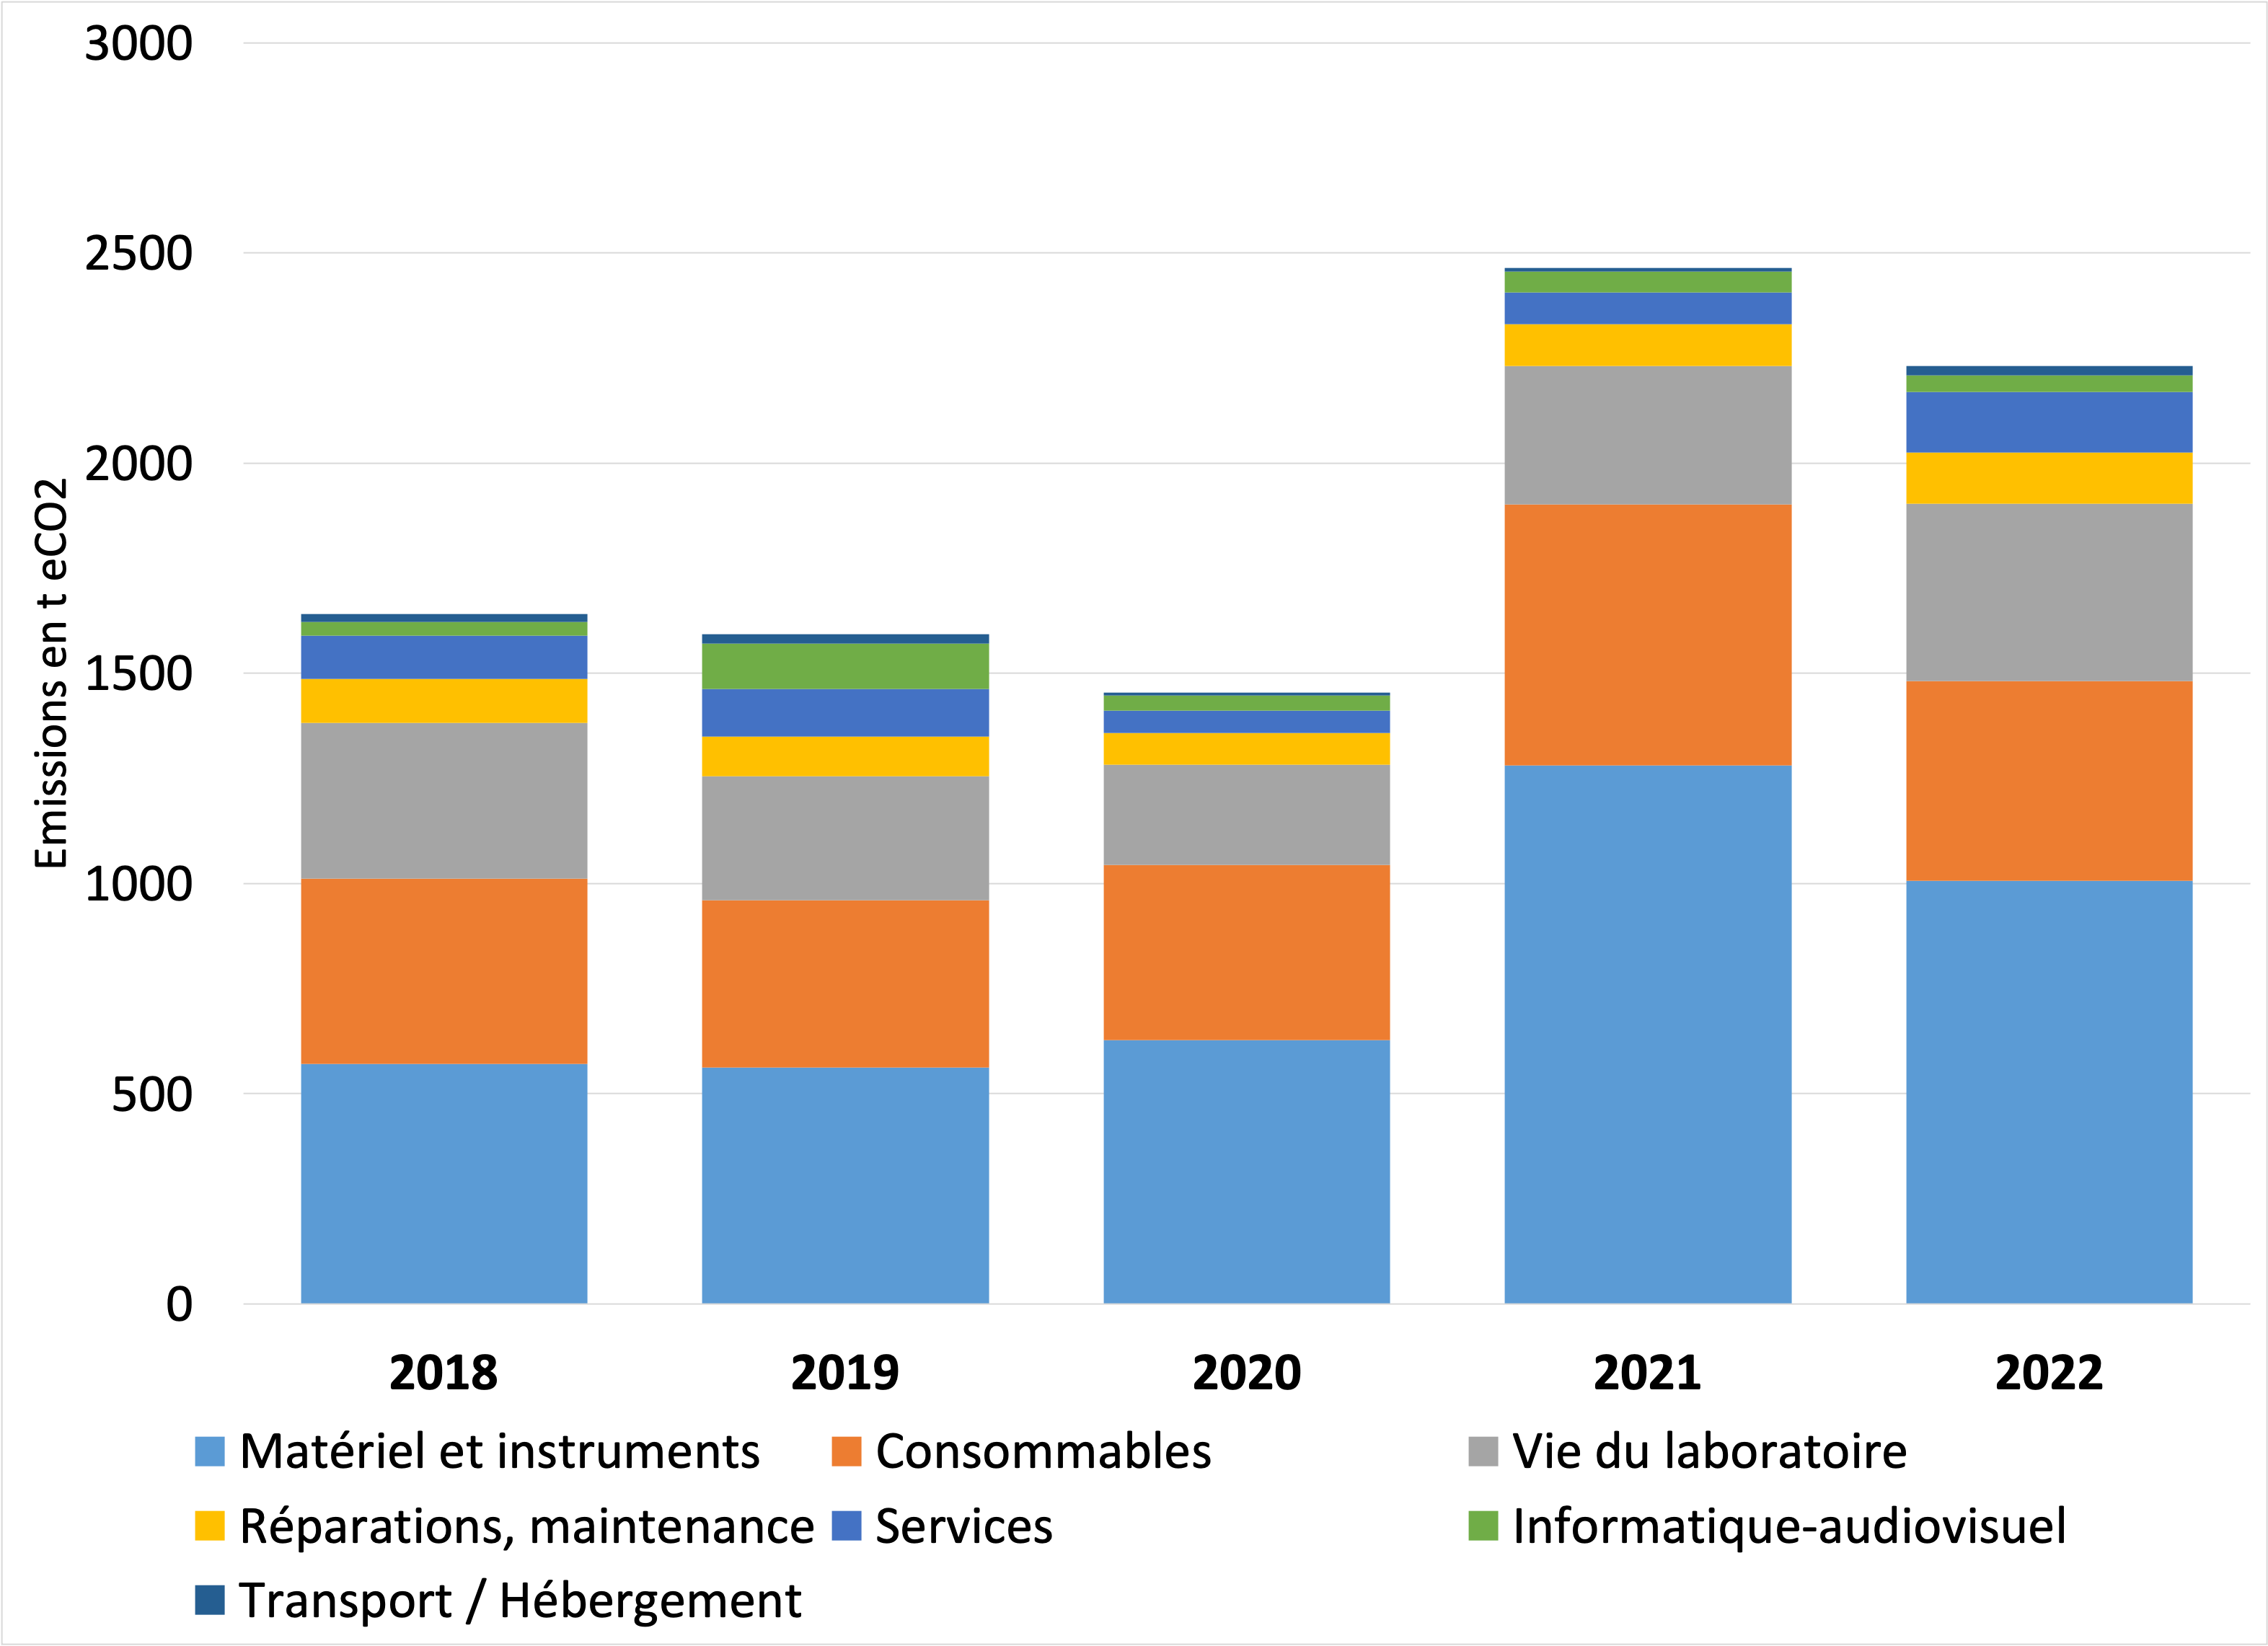 3000
2500
2000
1500
1000
500
0
Emissions en t eCO2
2018 2019 2020 2021 2022
Matériel et instruments Consommables Vie du laboratoire
Réparations, maintenance Services Informatique-audiovisuel
Transport / Hébergement